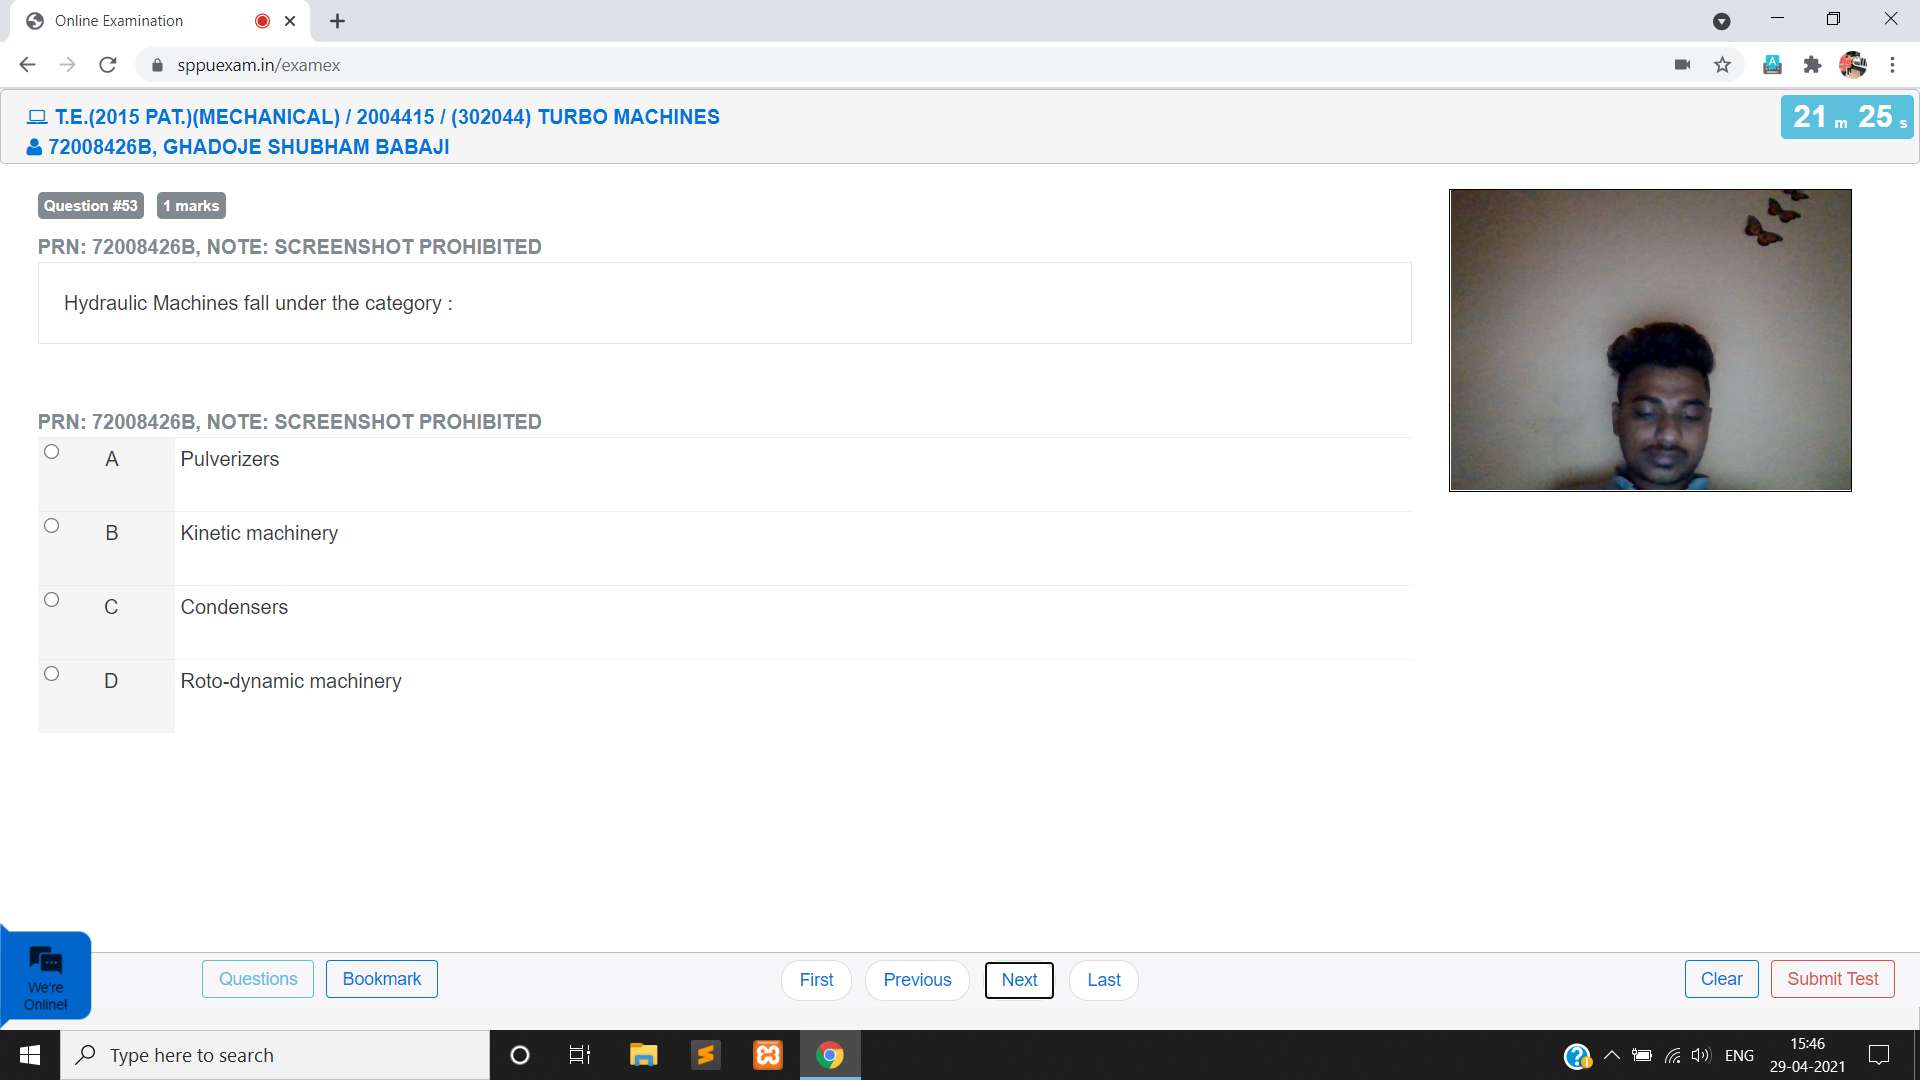 Online Examination
sppuexam.in/examex
T.E.(2015 PAT.)(MECHANICAL) / 2004415 / (302044) TURBO MACHINES
21 m 25 s
72008426B, GHADOJE SHUBHAM BABAJI
Question #53 1 marks
PRN: 72008426B, NOTE: SCREENSHOT PROHIBITED
Hydraulic Machines fall under the category :
PRN: 72008426B, NOTE: SCREENSHOT PROHIBITED
A Pulverizers
B Kinetic machinery
C Condensers
D Roto-dynamic machinery
We're
Online!
Questions Bookmark First Previous Next Last Clear Submit Test
Type here to search
ENG
15:46
29-04-2021